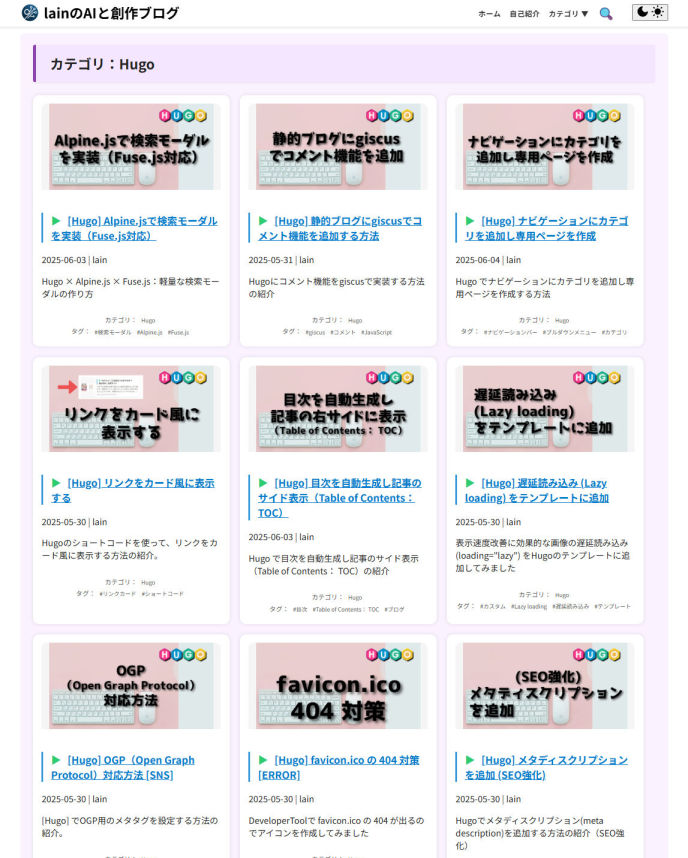 lainのAIと創作ブログ
ホーム 自己紹介 カテゴリ ▼
カテゴリ：Hugo
HUGO
Alpine.jsで検索モーダル
を実装（Fuse.js対応）
▶ [Hugo] Alpine.jsで検索モーダル
を実装（Fuse.js対応）
2025-06-03 | lain
Hugo × Alpine.js × Fuse.js：軽量な検索モー
ダルの作り方
カテゴリ： Hugo
タグ： #検索モーダル #Alpine.js #Fuse.js
HUGO
静的ブログにgiscus
でコメント機能を追加
▶ [Hugo] 静的ブログにgiscusでコ
メント機能を追加する方法
2025-05-31 | lain
Hugoにコメント機能をgiscusで実装する方法
の紹介
カテゴリ： Hugo
タグ： #giscus #コメント #JavaScript
HUGO
ナビゲーションにカテゴリを
追加し専用ページを作成
▶ [Hugo] ナビゲーションにカテゴ
リを追加し専用ページを作成
2025-06-04 | lain
Hugo でナビゲーションにカテゴリを追加し専
用ページを作成する方法
カテゴリ： Hugo
タグ： #ナビゲーションバー #プルダウンメニュー #カテゴリ
HUGO
リンクをカード風に
表示する
▶ [Hugo] リンクをカード風に表示
する
2025-05-30 | lain
Hugoのショートコードを使って、リンクをカ
ード風に表示する方法の紹介。
カテゴリ： Hugo
タグ： #リンクカード #ショートコード
HUGO
目次を自動生成し
記事の右サイドに表示
（Table of Contents： TOC）
▶ [Hugo] 目次を自動生成し記事の
サイド表示（Table of Contents：
TOC）
2025-06-03 | lain
Hugo で目次を自動生成し記事のサイド表示
（Table of Contents： TOC）の紹介
カテゴリ： Hugo
タグ： #目次 #Table of Contents： TOC #ブログ
HUGO
遅延読み込み
(Lazy loading)
をテンプレートに追加
▶ [Hugo] 遅延読み込み (Lazy
loading) をテンプレートに追加
2025-05-30 | lain
表示速度改善に効果的な画像の遅延読み込み
(loading="lazy") をHugoのテンプレートに追
加してみました
カテゴリ： Hugo
タグ： #カスタム #Lazy loading #遅延読み込み #テンプレート
HUGO
OGP
（Open Graph Protocol）
対応方法
▶ [Hugo] OGP（Open Graph
Protocol）対応方法 [SNS]
2025-05-30 | lain
[Hugo] でOGP用のメタタグを設定する方法の
紹介。
HUGO
favicon.ico
404 対策
▶ [Hugo] favicon.ico の 404 対策
[ERROR]
2025-05-30 | lain
DeveloperToolで favicon.ico の 404 が出るの
でアイコンを作成してみました
HUGO
(SEO強化)
メタディスクリプション
を追加
▶ [Hugo] メタディスクリプション
を追加 (SEO強化)
2025-05-30 | lain
Hugoでメタディスクリプション(meta
description)を追加する方法の紹介（SEO強
化）